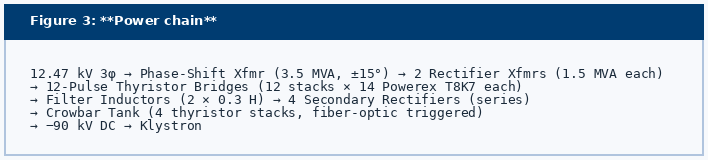 Figure 3: **Power chain**
12.47 kV 3φ → Phase-Shift Xfmr (3.5 MVA, ±15°) → 2 Rectifier Xfmrs (1.5 MVA each)
→ 12-Pulse Thyristor Bridges (12 stacks × 14 Powerex T8K7 each)
→ Filter Inductors (2 × 0.3 H) → 4 Secondary Rectifiers (series)
→ Crowbar Tank (4 thyristor stacks, fiber-optic triggered)
→ −90 kV DC → Klystron